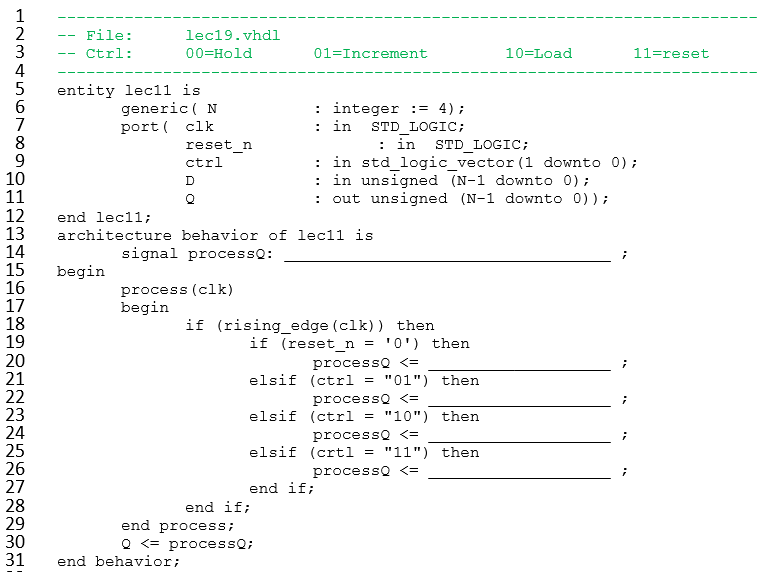 1 -------------------------------------------------------------------------
2 -- File: lec19.vhdl
3 -- Ctrl: 00=Hold 01=Increment 10=Load 11=reset
4 -------------------------------------------------------------------------
5 entity lec11 is
6 generic( N : integer := 4);
7 port( clk : in STD_LOGIC;
8 reset_n : in STD_LOGIC;
9 ctrl : in std_logic_vector(1 downto 0);
10 D : in unsigned (N-1 downto 0);
11 Q : out unsigned (N-1 downto 0));
12 end lec11;
13 architecture behavior of lec11 is
14 signal processQ: __________________________________ ;
15 begin
16 process(clk)
17 begin
18 if (rising_edge(clk)) then
19 if (reset_n = '0') then
20 processQ <= ___________________ ;
21 elsif (ctrl = "01") then
22 processQ <= ___________________ ;
23 elsif (ctrl = "10") then
24 processQ <= ___________________ ;
25 elsif (crtl = "11") then
26 processQ <= ___________________ ;
27 end if;
28 end if;
29 end process;
30 Q <= processQ;
31 end behavior;